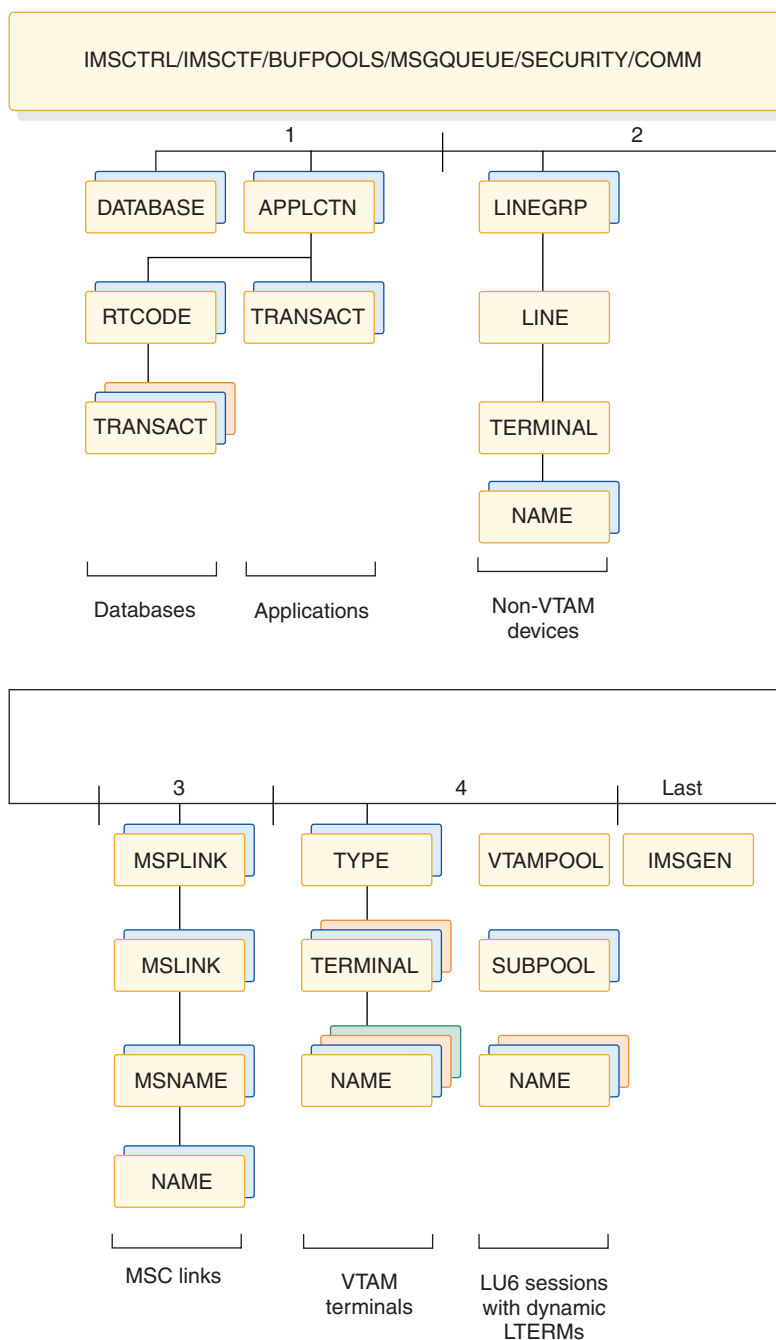 IMSCTRL/IMSCTF/BUFPOOLS/MSGQUEUE/SECURITY/COMM
1
2
DATABASE
APPLCTN
LINEGRP
RTCODE
TRANSACT
LINE
TRANSACT
TERMINAL
NAME
Databases
Applications
Non-VTAM
devices
3
4
Last
MSPLINK
TYPE
VTAMPOOL
IMSGEN
MSLINK
TERMINAL
SUBPOOL
MSNAME
NAME
NAME
NAME
MSC links
VTAM
terminals
LU6 sessions
with dynamic
LTERMs